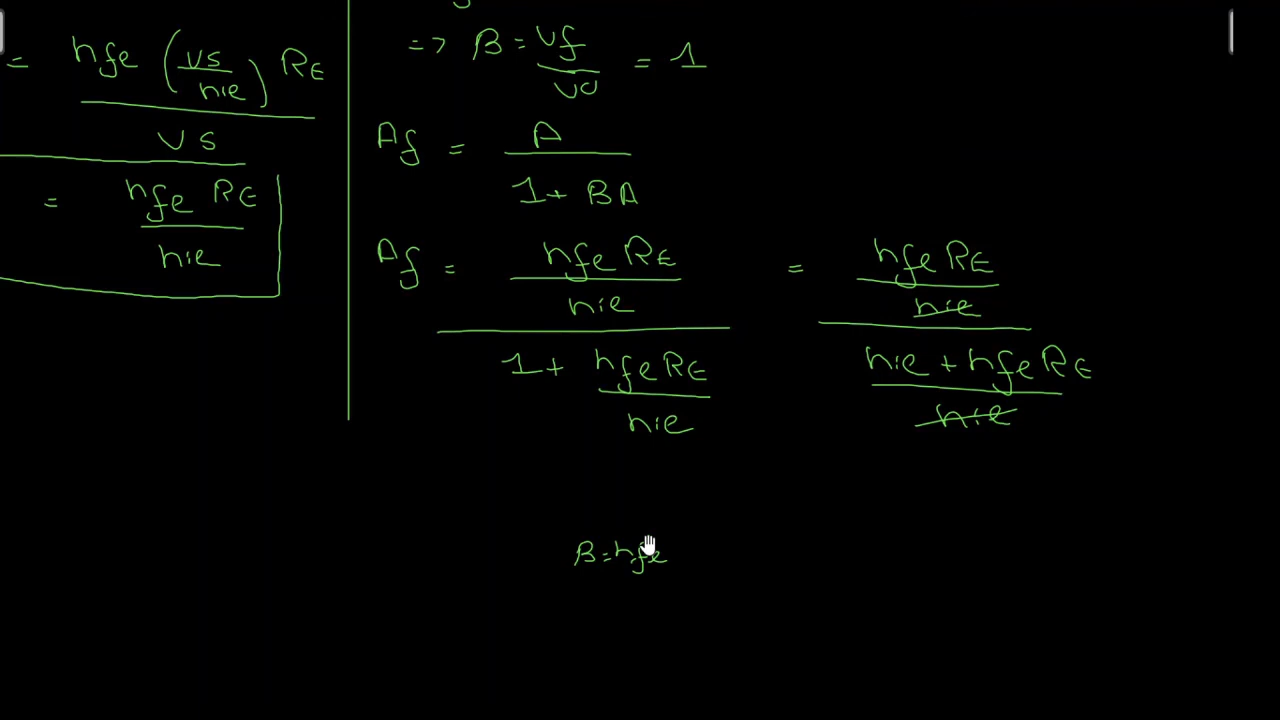 = hfe (vs/hie) RE / vs
= hfe RE / hie
=> B = vf/vo = 1
Af = A / 1+ BA
Af = hfe RE / hie / 1+ hfe RE / hie = hfe RE / hie / hie + hfe RE / hie
B = hfe